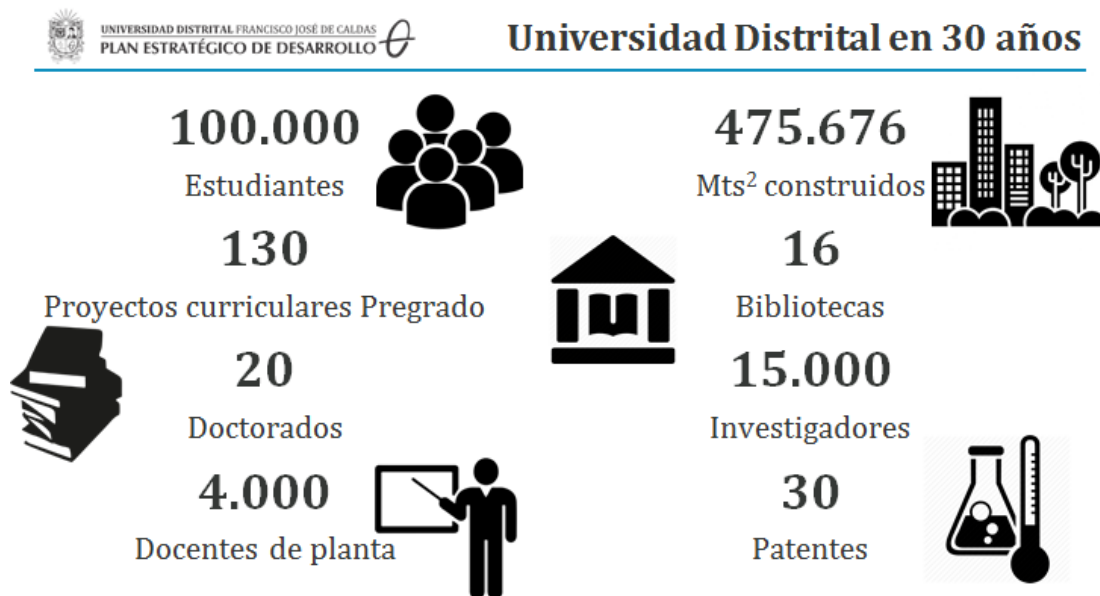 UNIVERSIDAD DISTRITAL FRANCISCO JOSÉ DE CALDAS
PLAN ESTRATÉGICO DE DESARROLLO
Universidad Distrital en 30 años
100.000
Estudiantes
130
Proyectos curriculares Pregrado
20
Doctorados
4.000
Docentes de planta
475.676
Mts² construidos
16
Bibliotecas
15.000
Investigadores
30
Patentes